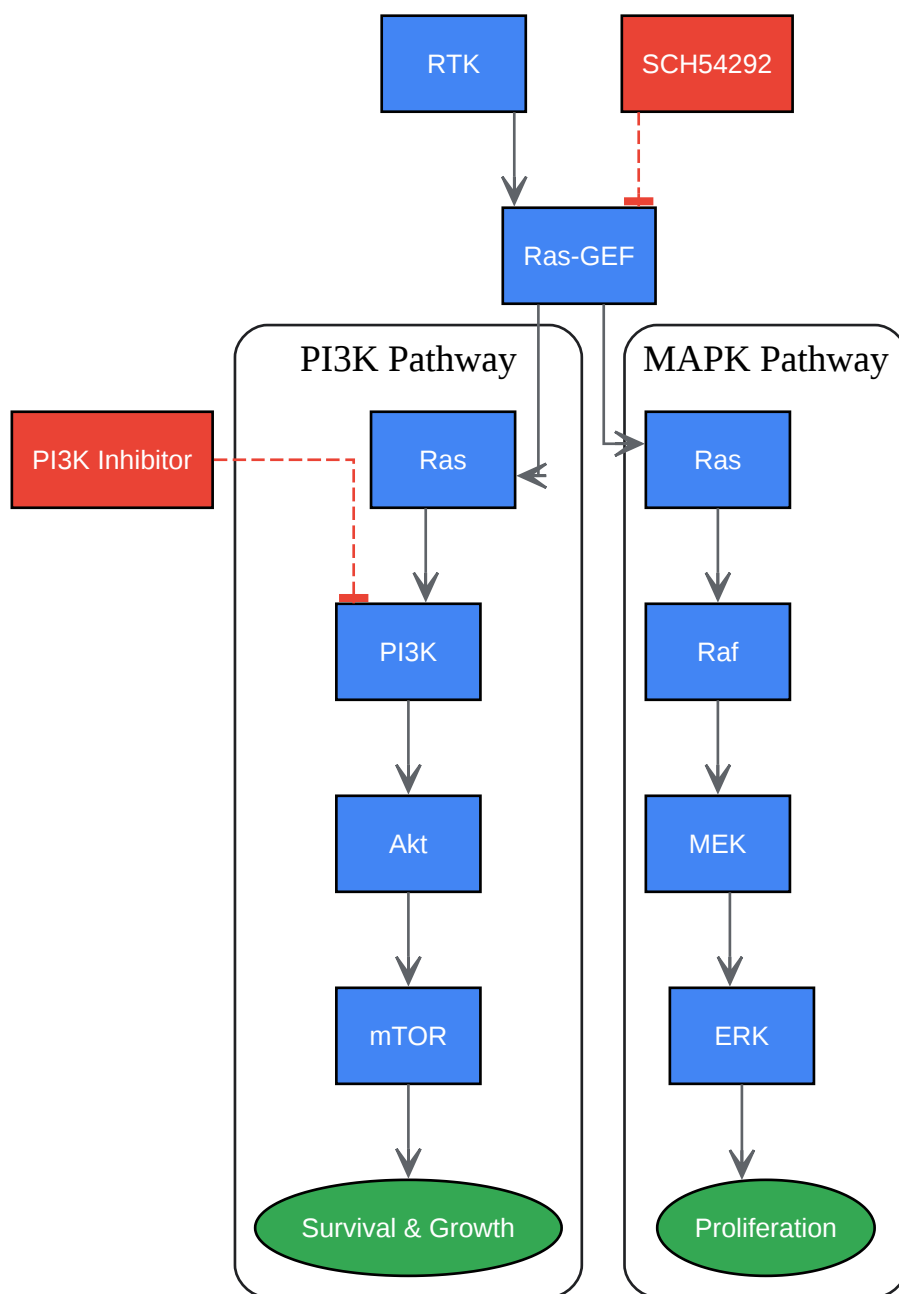 RTK
SCH54292
Ras-GEF
PI3K Pathway
MAPK Pathway
PI3K Inhibitor
Ras
Ras
PI3K
Raf
Akt
MEK
mTOR
ERK
Survival & Growth
Proliferation